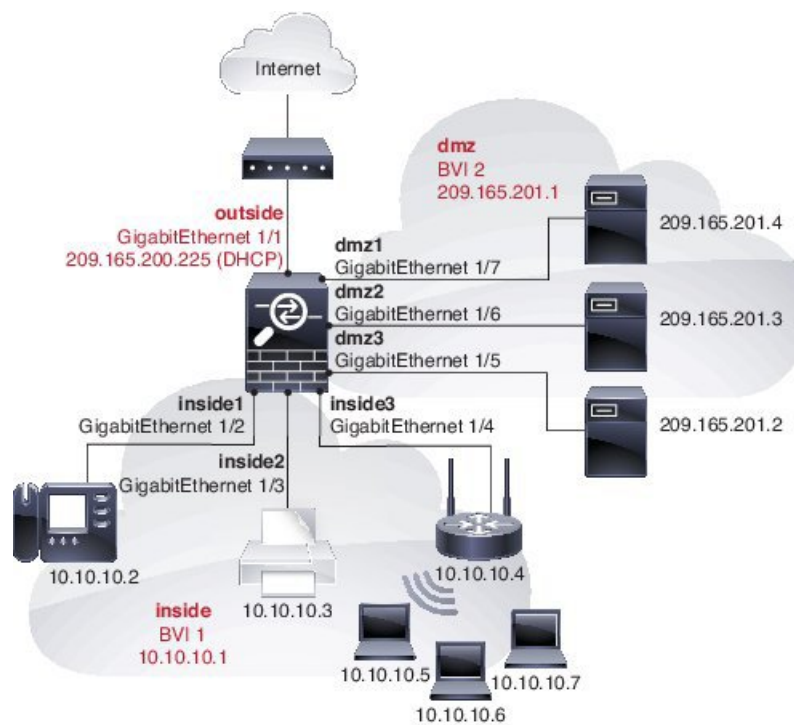 Internet
outside
GigabitEthernet 1/1
209.165.200.225 (DHCP)
dmz
BVI 2
209.165.201.1
dmz1
GigabitEthernet 1/7
209.165.201.4
dmz2
GigabitEthernet 1/6
209.165.201.3
dmz3
GigabitEthernet 1/5
209.165.201.2
inside1
GigabitEthernet 1/2
inside2
GigabitEthernet 1/3
inside3
GigabitEthernet 1/4
10.10.10.2
10.10.10.3
10.10.10.4
inside
BVI 1
10.10.10.1
10.10.10.5
10.10.10.6
10.10.10.7